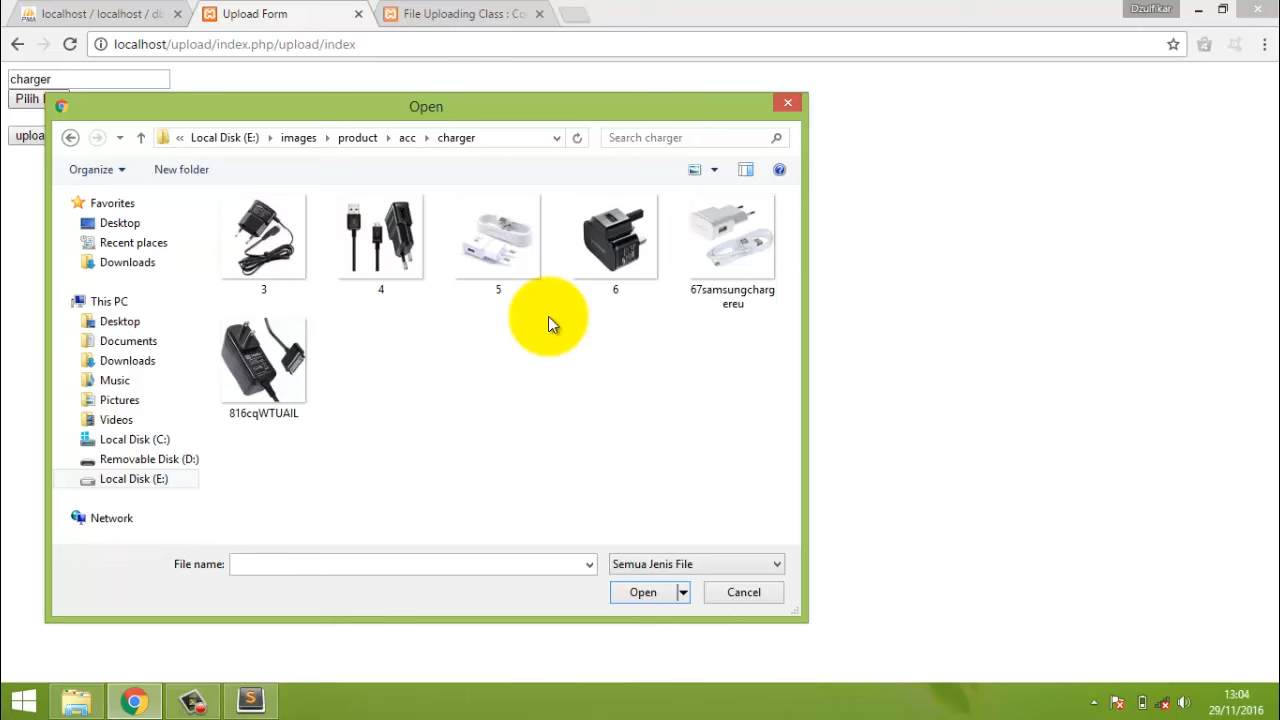 localhost / localhost / db
Upload Form
File Uploading Class : Co
Dzulfikar
localhost/upload/index.php/upload/index
charger
Pilih
uploa
Open
« Local Disk (E:) images product acc charger
Search charger
Organize
New folder
Favorites
Desktop
Recent places
Downloads
This PC
Desktop
Documents
Downloads
Music
Pictures
Videos
Local Disk (C:)
Removable Disk (D:)
Local Disk (E:)
Network
3
4
5
6
67samsungcharg
ereu
816cqWTUAIL
File name:
Semua Jenis File
Open
Cancel
13:04
29/11/2016